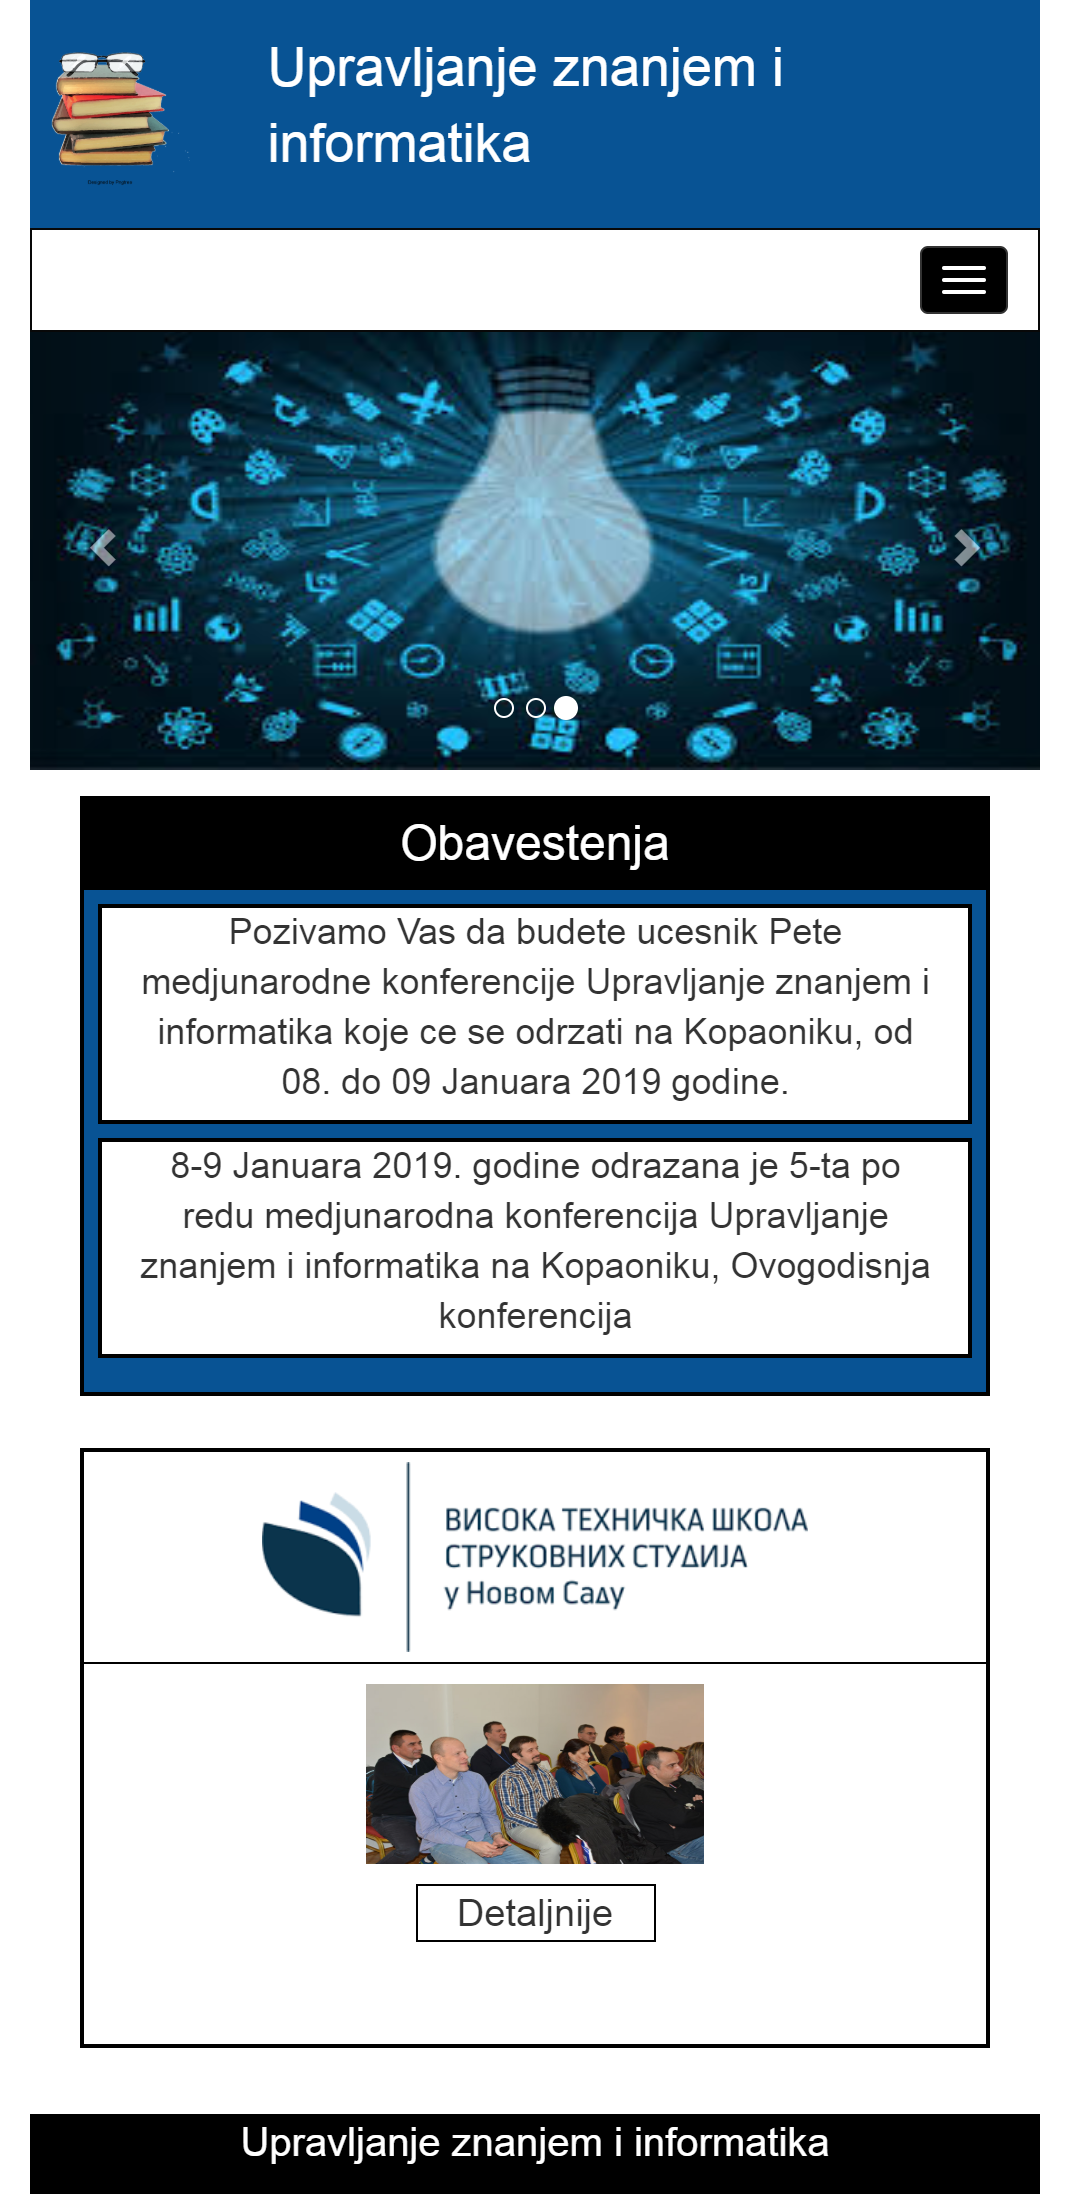 Upravljanje znanjem i
informatika
Obavestenja
Pozivamo Vas da budete ucesnik Pete
medjunarodne konferencije Upravljanje znanjem i
informatika koje ce se odrzati na Kopaoniku, od
08. do 09 Januara 2019 godine.
8-9 Januara 2019. godine odrazana je 5-ta po
redu medjunarodna konferencija Upravljanje
znanjem i informatika na Kopaoniku, Ovogodisnja
konferencija
ВИСОКА ТЕХНИЧКА ШКОЛА
СТРУКОВНИХ СТУДИЈА
у Новом Саду
Detaljnije
Upravljanje znanjem i informatika